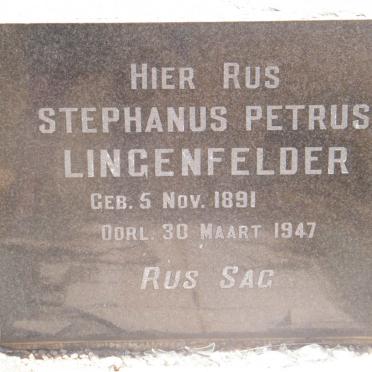 HIER RUS
STEPHANUS PETRUS
LINGENFELDER
GEB. 5 NOV. 1891
OORL. 30 MAART 1947
RUS SAG